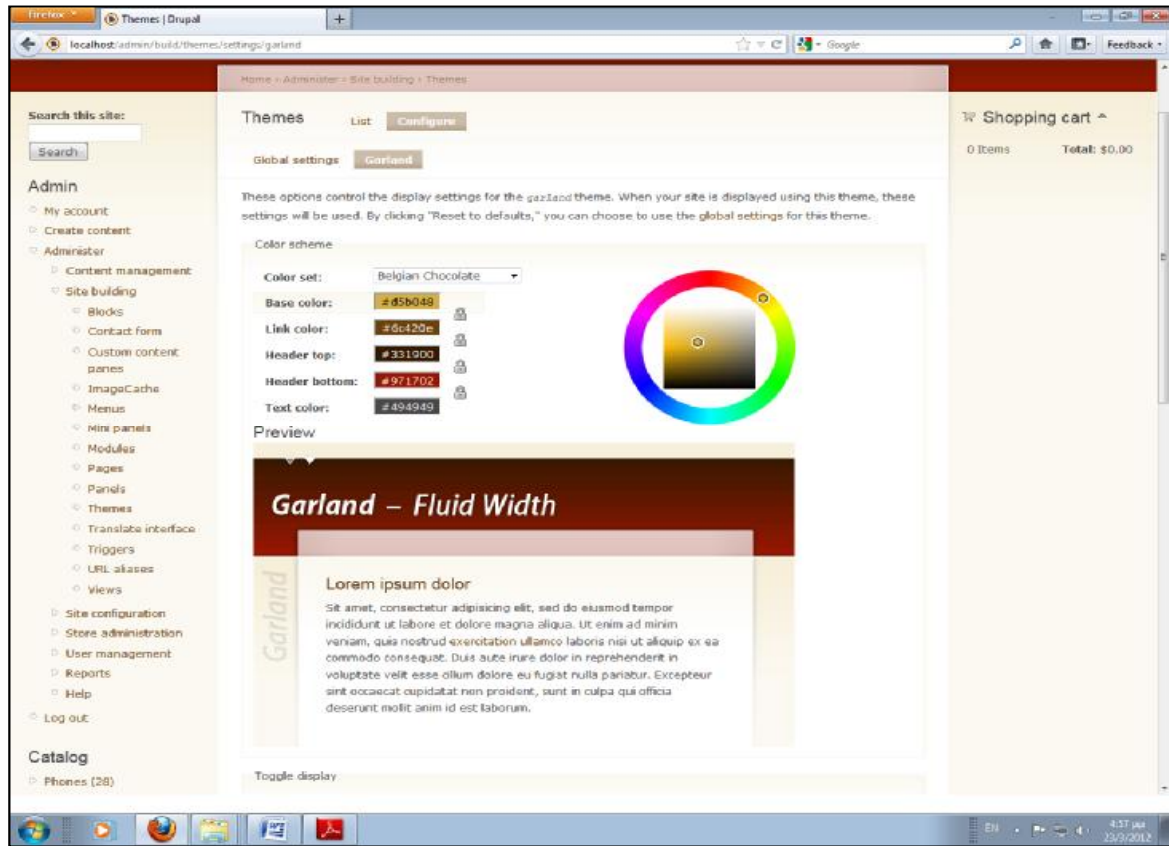 Firefox
Themes | Drupal
+
localhost/admin/build/themes/settings/garland
Google
Feedback
Home » Administer » Site building » Themes
Search this site:
Search
Admin
My account
Create content
Administer
Content management
Site building
Blocks
Contact form
Custom content
panes
ImageCache
Menus
Mini panels
Modules
Pages
Panels
Themes
Translate interface
Triggers
URL aliases
Views
Site configuration
Store administration
User management
Reports
Help
Log out
Catalog
Phones (28)
Themes List Configure
Global settings Garland
These options control the display settings for the garland theme. When your site is displayed using this theme, these
settings will be used. By clicking "Reset to defaults," you can choose to use the global settings for this theme.
Color scheme
Color set: Belgian Chocolate
Base color: #d5b048
Link color: #6c420e
Header top: #331900
Header bottom: #971702
Text color: #494949
Preview
Garland – Fluid Width
Garland
Lorem ipsum dolor
Sit amet, consectetur adipisicing elit, sed do eiusmod tempor
incididunt ut labore et dolore magna aliqua. Ut enim ad minim
veniam, quis nostrud exercitation ullamco laboris nisi ut aliquip ex ea
commodo consequat. Duis aute irure dolor in reprehenderit in
voluptate velit esse cillum dolore eu fugiat nulla pariatur. Excepteur
sint occaecat cupidatat non proident, sunt in culpa qui officia
deserunt mollit anim id est laborum.
Toggle display
Shopping cart
0 Items Total: $0.00
EN
4:57 μμ
23/3/2012